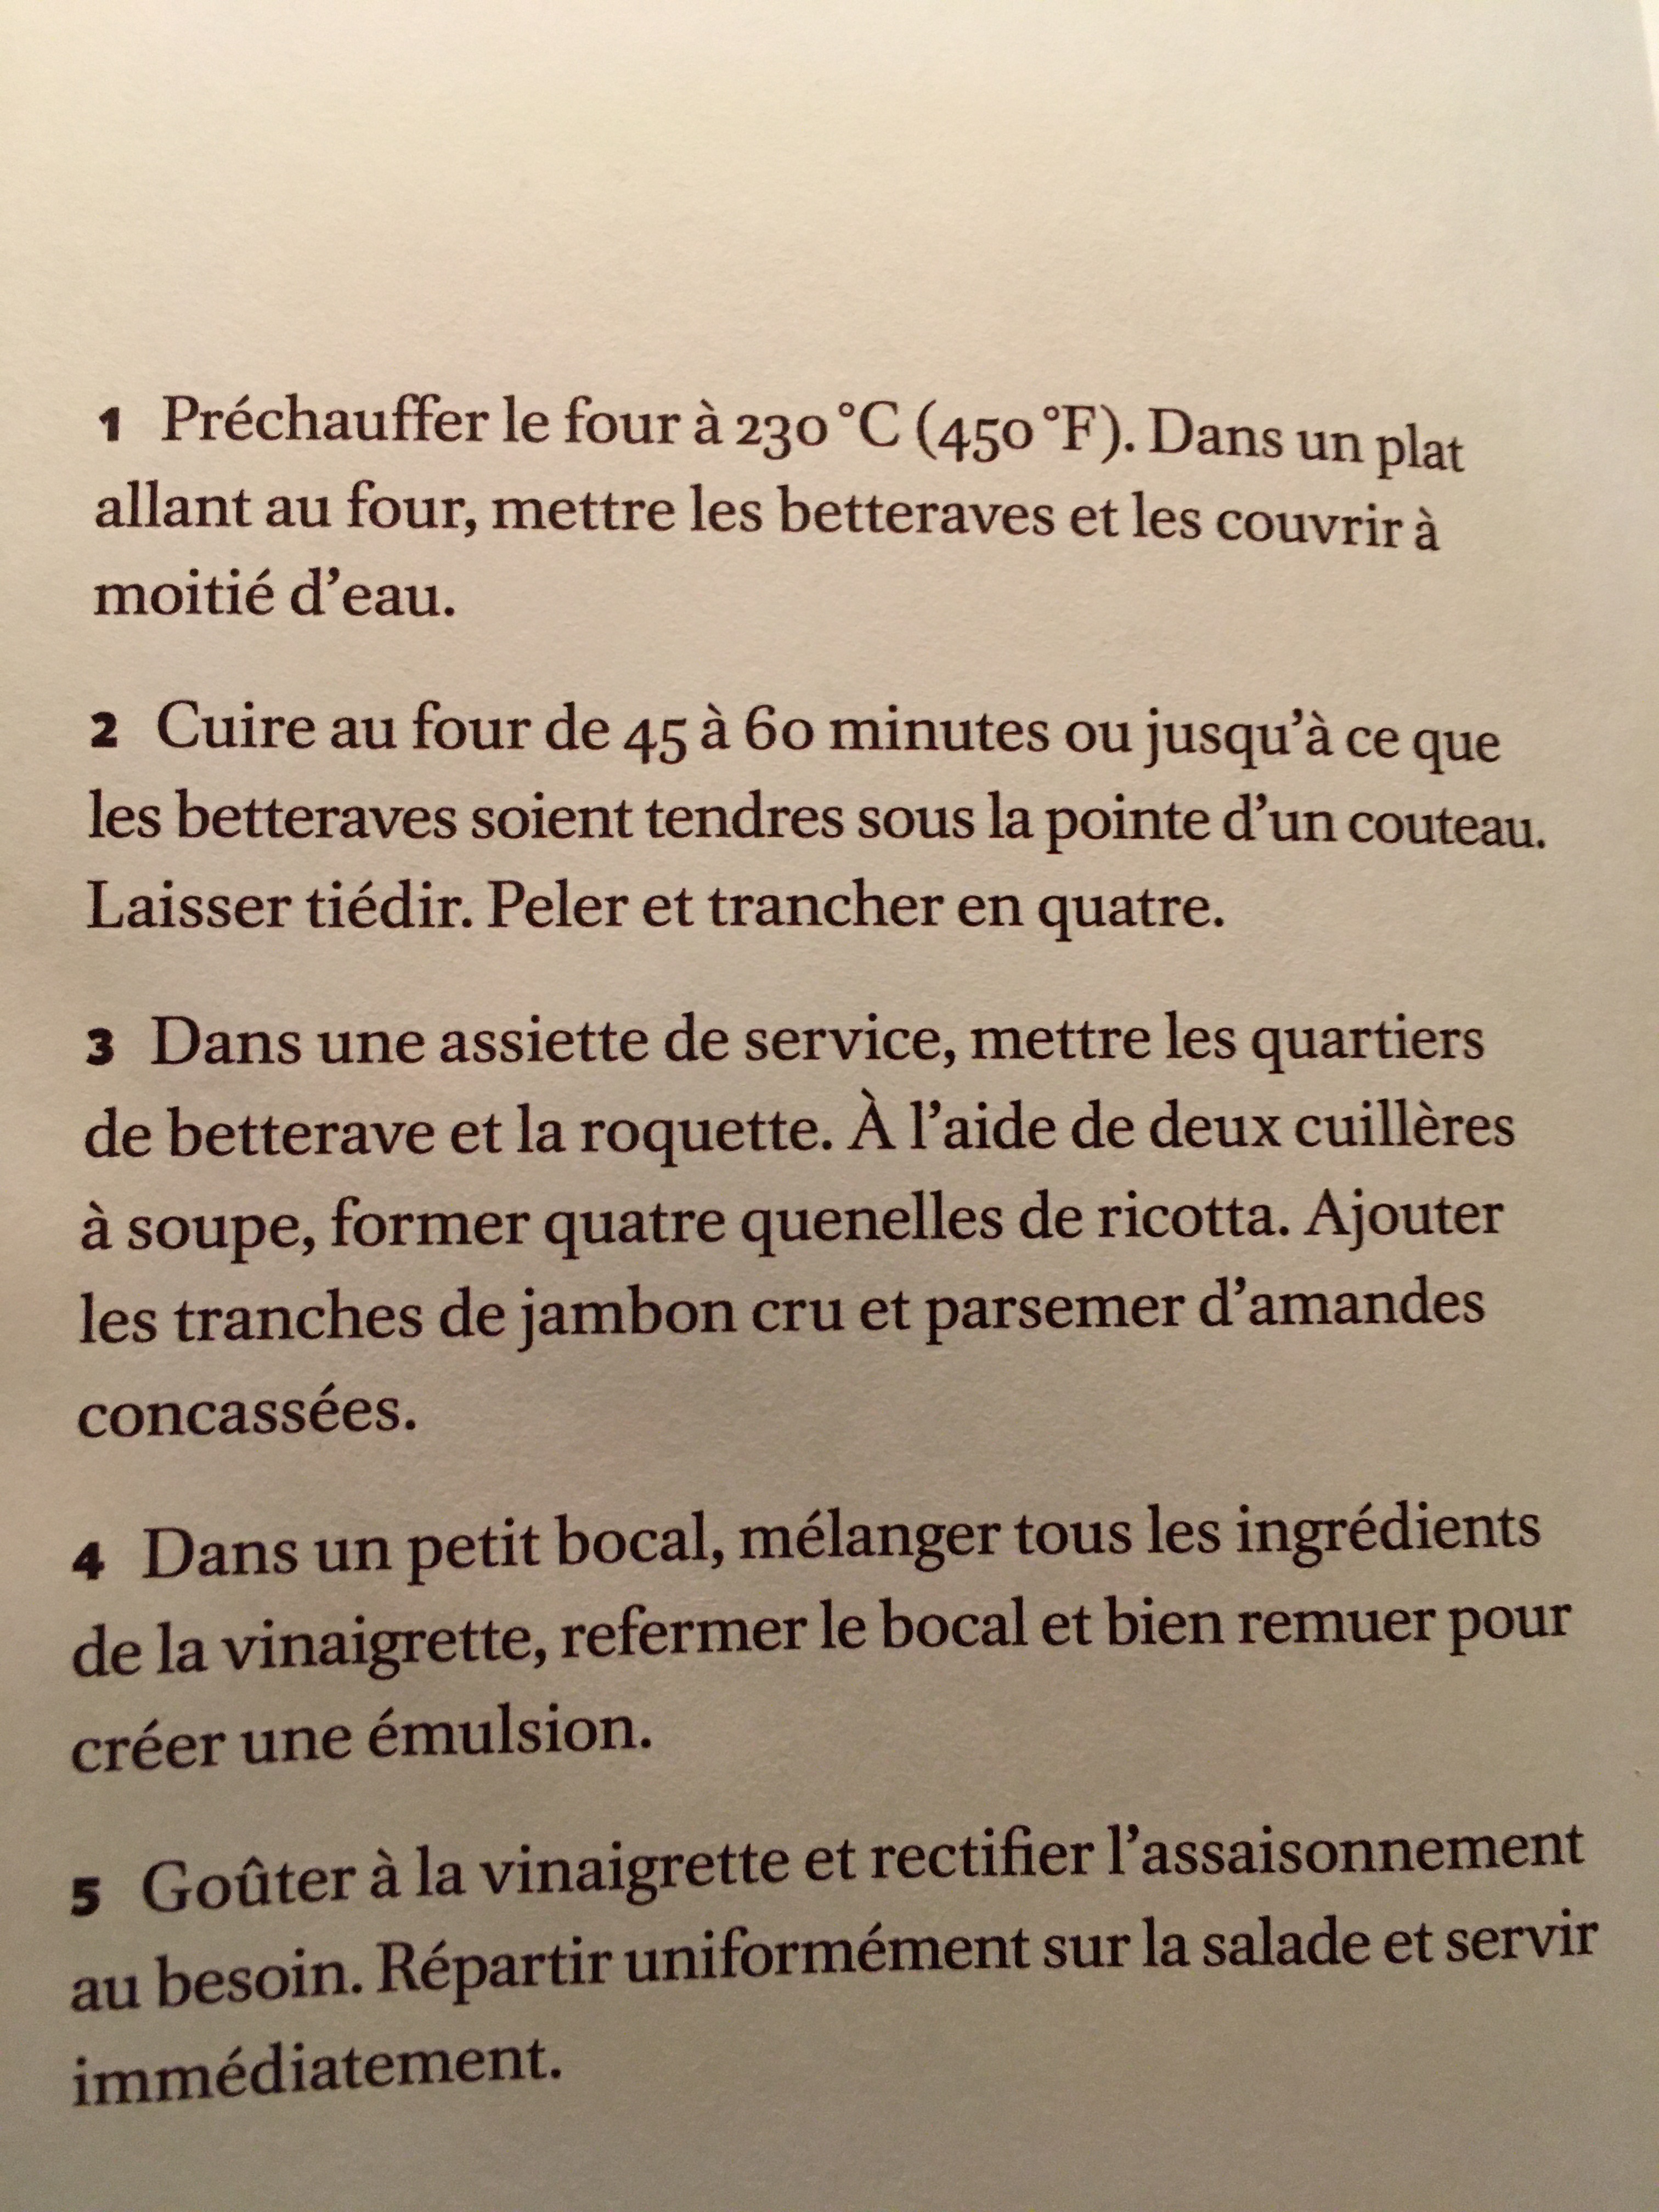 1 Préchauffer le four à 230 °C (450 °F). Dans un plat
allant au four, mettre les betteraves et les couvrir à
moitié d’eau.
2 Cuire au four de 45 à 60 minutes ou jusqu’à ce que
les betteraves soient tendres sous la pointe d’un couteau.
Laisser tiédir. Peler et trancher en quatre.
3 Dans une assiette de service, mettre les quartiers
de betterave et la roquette. À l’aide de deux cuillères
à soupe, former quatre quenelles de ricotta. Ajouter
les tranches de jambon cru et parsemer d’amandes
concassées.
4 Dans un petit bocal, mélanger tous les ingrédients
de la vinaigrette, refermer le bocal et bien remuer pour
créer une émulsion.
5 Goûter à la vinaigrette et rectifier l’assaisonnement
au besoin. Répartir uniformément sur la salade et servir
immédiatement.